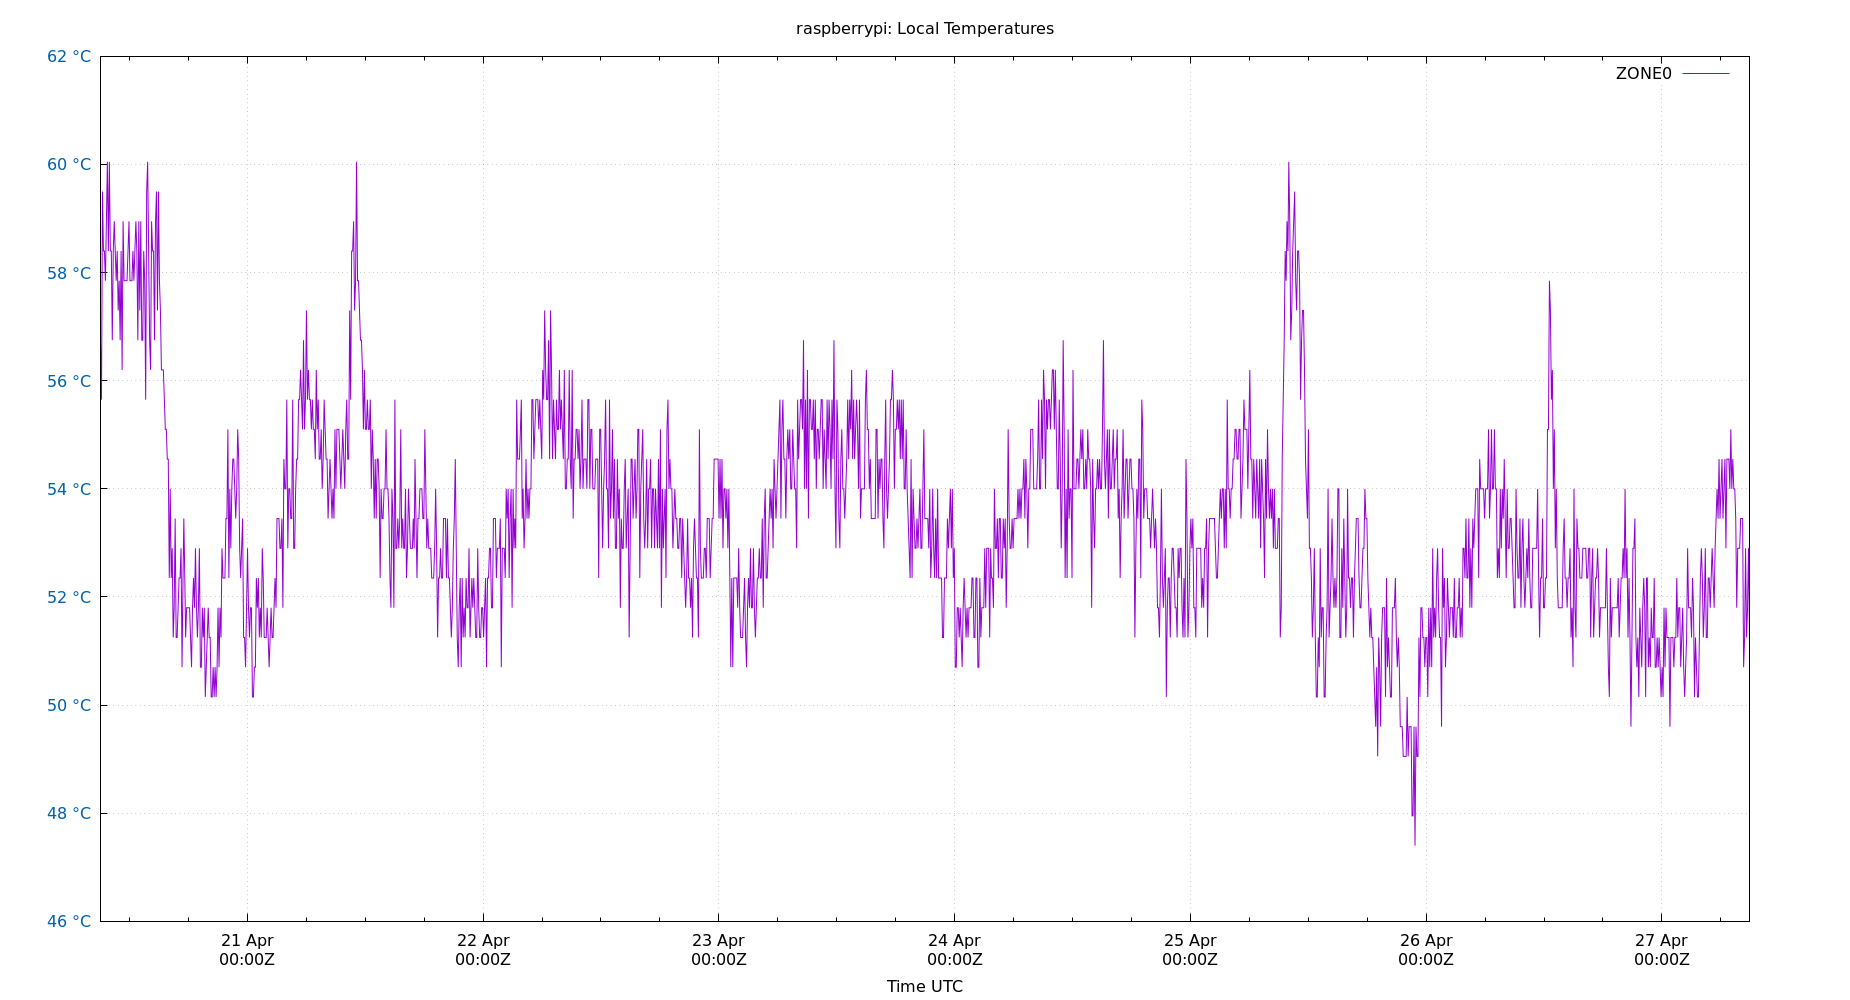 raspberrypi: Local Temperatures
62 °C
ZONE0
60 °C
58 °C
56 °C
54 °C
52 °C
50 °C
48 °C
46 °C
21 Apr 22 Apr 23 Apr 24 Apr 25 Apr 26 Apr 27 Apr
00:00Z 00:00Z 00:00Z 00:00Z 00:00Z 00:00Z 00:00Z
Time UTC